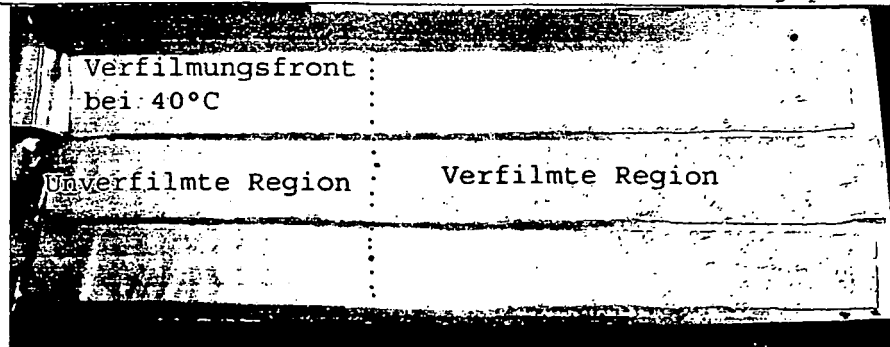 Verfilmungsfront
bei 40°C
Unverfilmte Region
Verfilmte Region